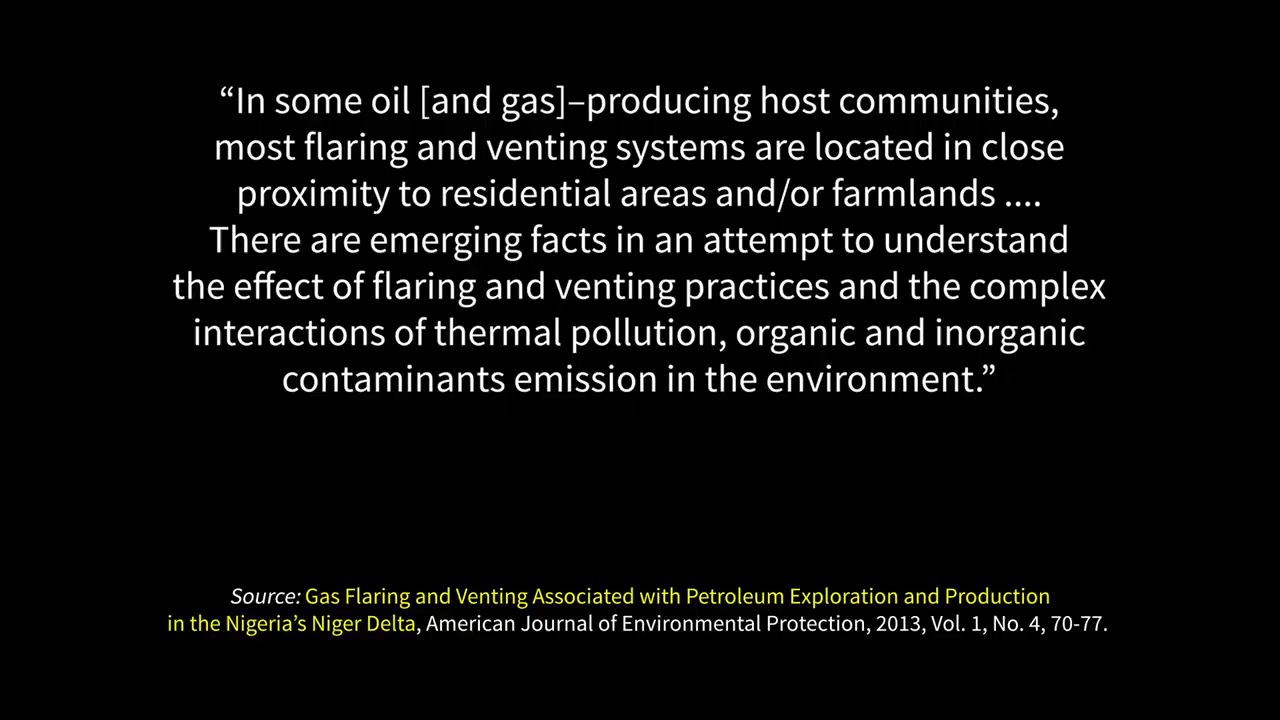 “In some oil [and gas]–producing host communities,
most flaring and venting systems are located in close
proximity to residential areas and/or farmlands ....
There are emerging facts in an attempt to understand
the effect of flaring and venting practices and the complex
interactions of thermal pollution, organic and inorganic
contaminants emission in the environment.”
Source: Gas Flaring and Venting Associated with Petroleum Exploration and Production
in the Nigeria’s Niger Delta, American Journal of Environmental Protection, 2013, Vol. 1, No. 4, 70-77.